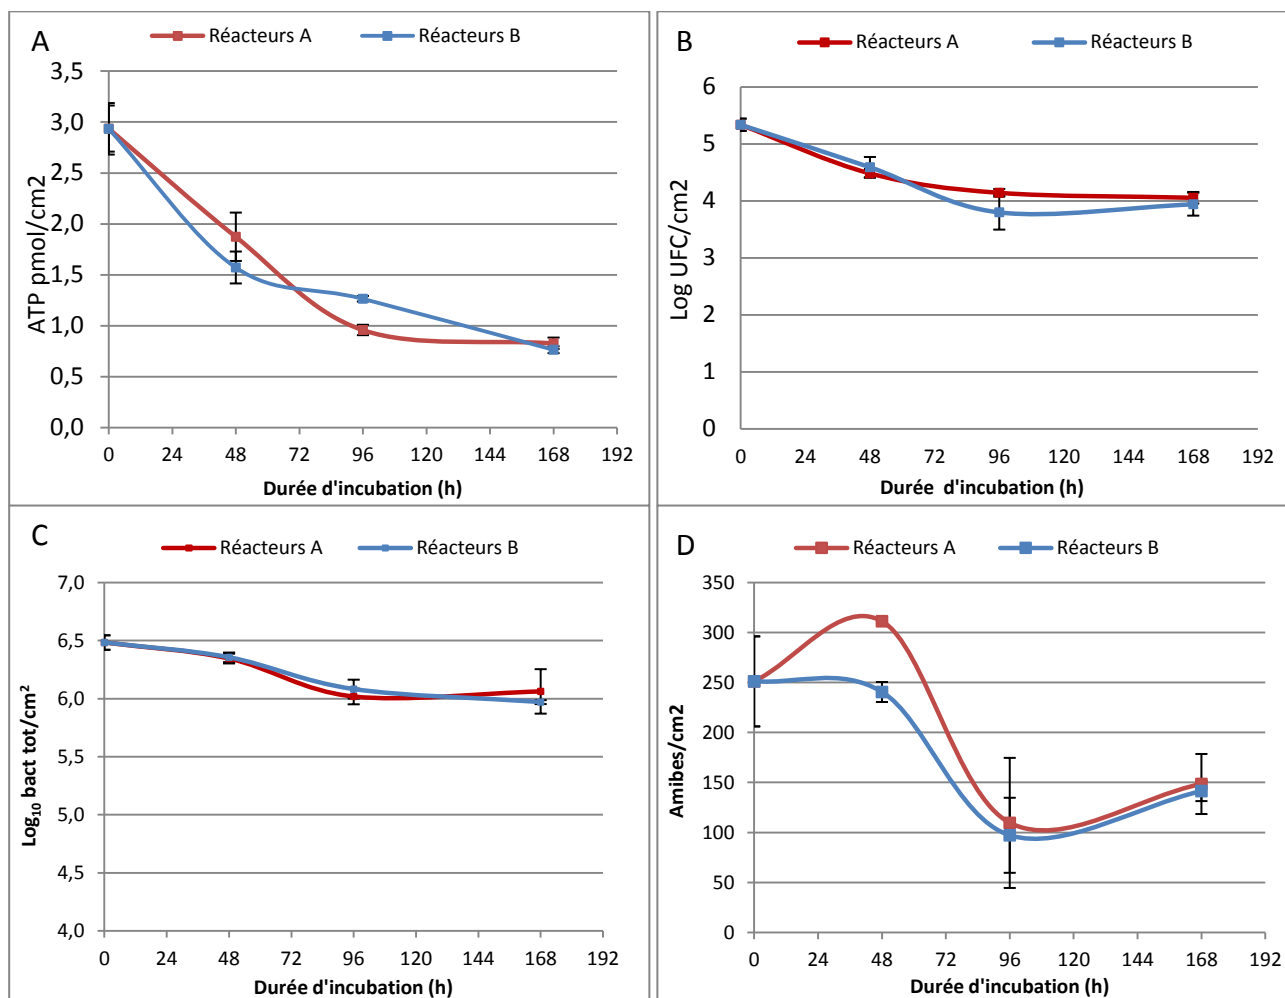 A
Réacteurs A
Réacteurs B
3,5
3,0
2,5
2,0
1,5
1,0
0,5
0,0
ATP pmol/cm2
0 24 48 72 96 120 144 168 192
Durée d'incubation (h)
B
Réacteurs A
Réacteurs B
6
5
4
3
2
1
0
Log UFC/cm2
0 24 48 72 96 120 144 168 192
Durée d'incubation (h)
C
Réacteurs A
Réacteurs B
7,0
6,5
6,0
5,5
5,0
4,5
4,0
Log₁₀ bact tot/cm²
0 24 48 72 96 120 144 168 192
Durée d'incubation (h)
D
Réacteurs A
Réacteurs B
350
300
250
200
150
100
50
0
Amibes/cm2
0 24 48 72 96 120 144 168 192
Durée d'incubation (h)